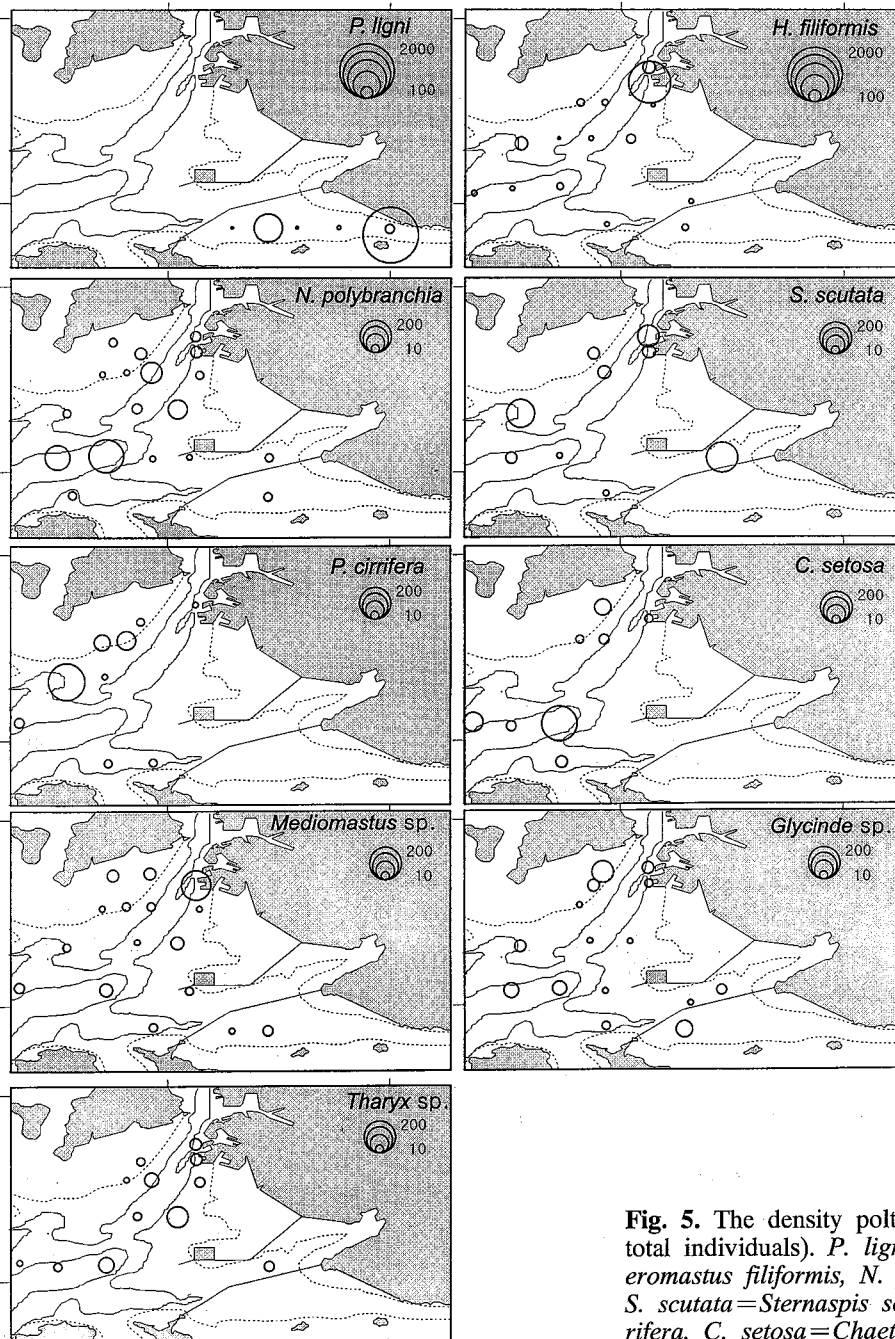 P. ligni
2000
100
H. filiformis
2000
100
N. polybranchia
200
10
S. scutata
200
10
P. cirrifera
200
10
C. setosa
200
10
Mediomastus sp.
200
10
Glycinde sp.
200
10
Tharyx sp.
200
10
Fig. 5. The density polt
total individuals). P. lign
eromastus filiformis, N.
S. scutata=Sternaspis s
rifera, C. setosa=Chaet